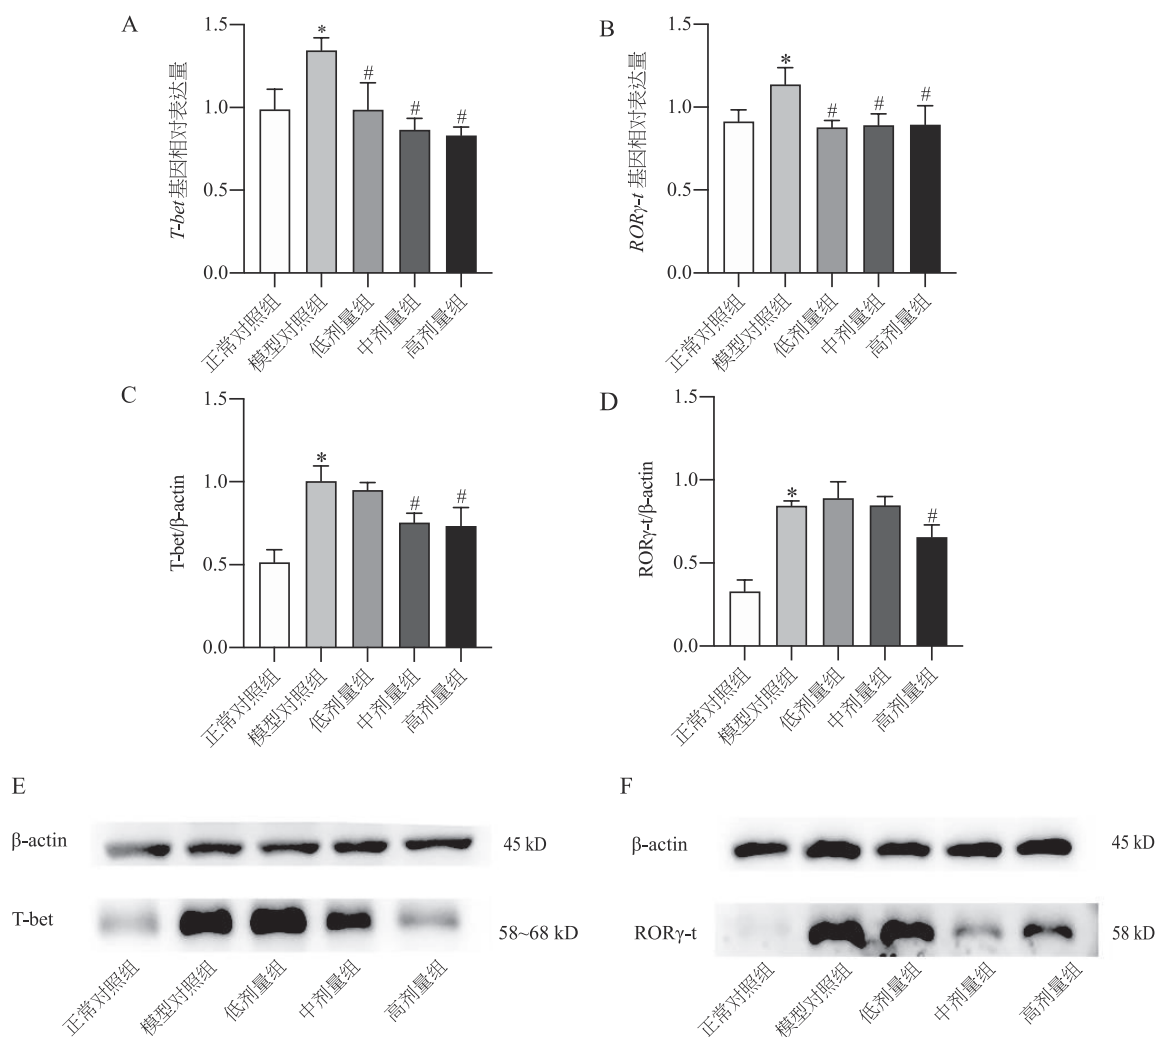 A
T-bet 基因相对表达量
1.5
1.0
0.5
0.0
*
#
#
#
正常对照组
模型对照组
低剂量组
中剂量组
高剂量组
B
RORγ-t 基因相对表达量
1.5
1.0
0.5
0.0
*
#
#
#
正常对照组
模型对照组
低剂量组
中剂量组
高剂量组
C
T-bet/β-actin
1.5
1.0
0.5
0.0
*
#
#
正常对照组
模型对照组
低剂量组
中剂量组
高剂量组
D
RORγ-t/β-actin
1.5
1.0
0.5
0.0
*
#
正常对照组
模型对照组
低剂量组
中剂量组
高剂量组
E
β-actin
45 kD
T-bet
58~68 kD
正常对照组
模型对照组
低剂量组
中剂量组
高剂量组
F
β-actin
45 kD
RORγ-t
58 kD
正常对照组
模型对照组
低剂量组
中剂量组
高剂量组